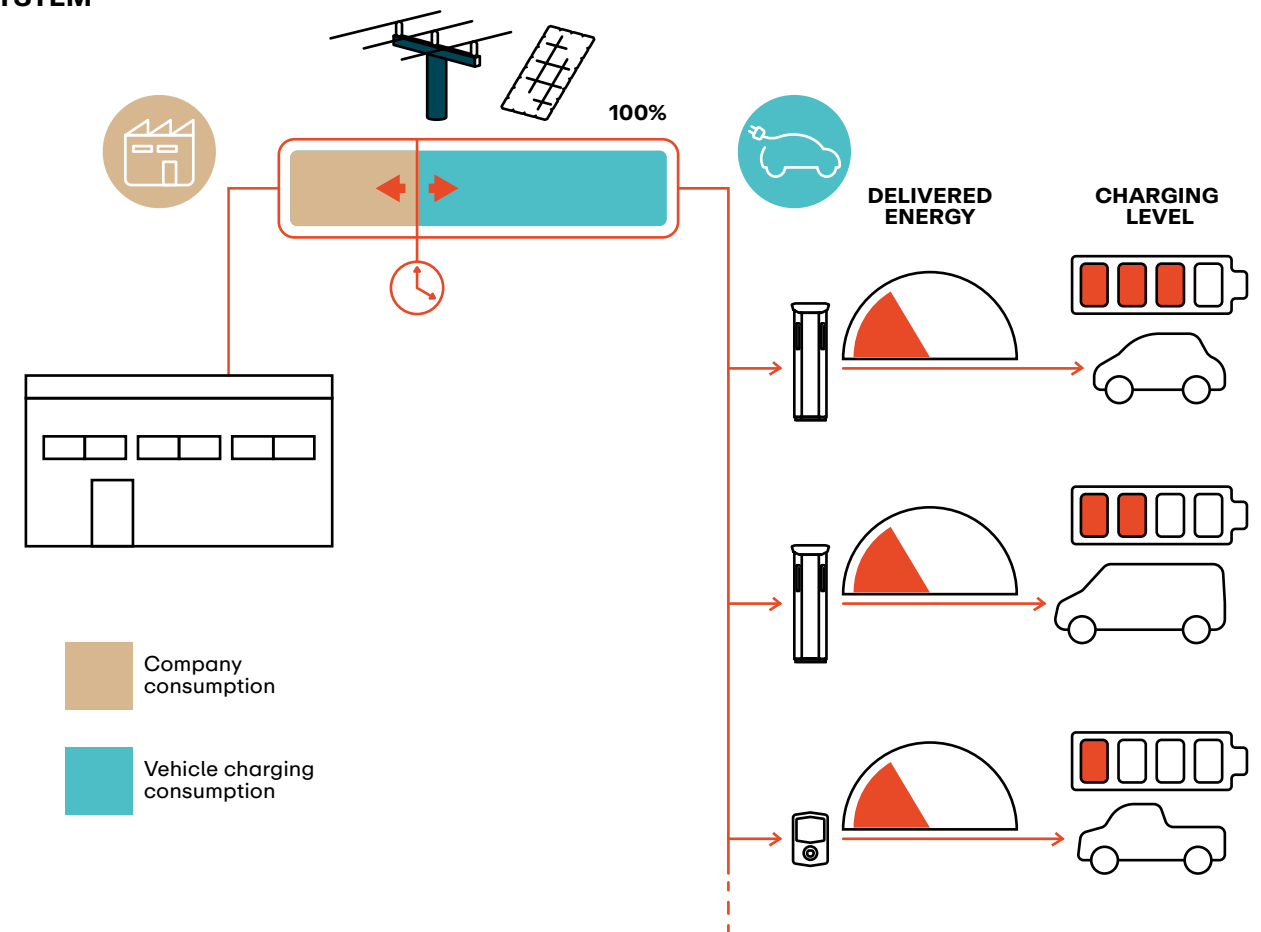 100%
DELIVERED
ENERGY
CHARGING
LEVEL
Company
consumption
Vehicle charging
consumption